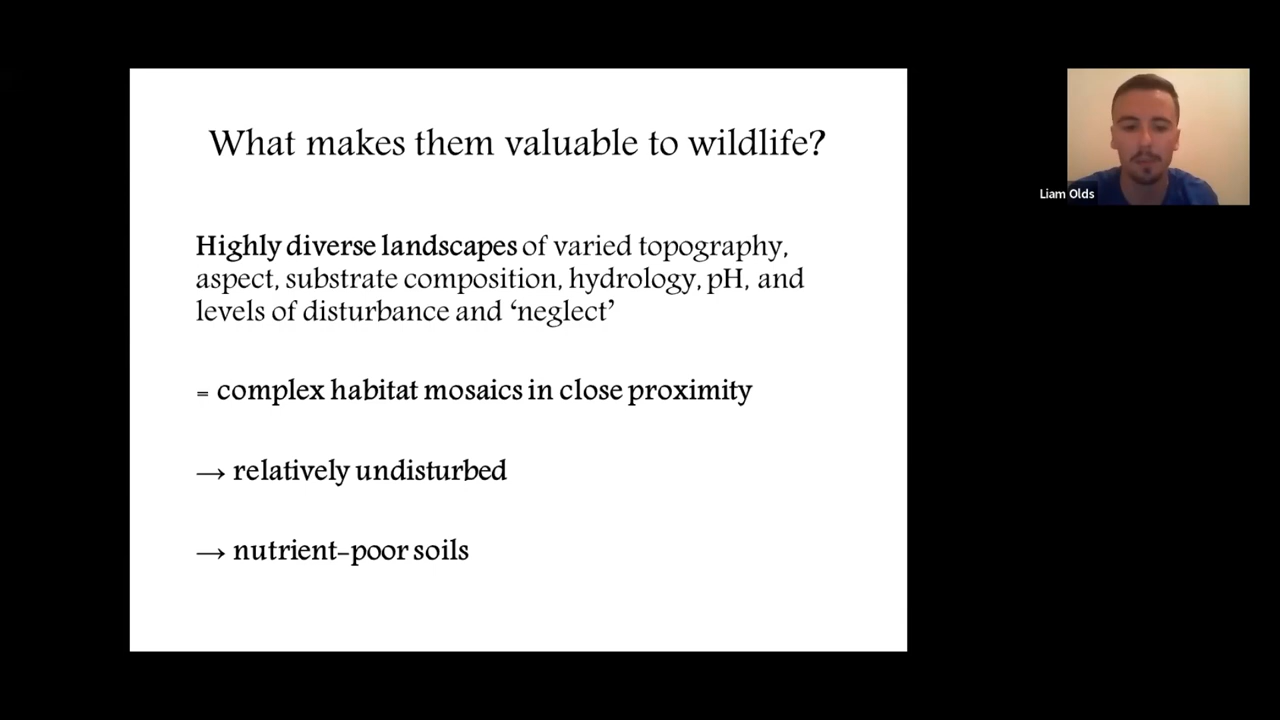 What makes them valuable to wildlife?
Highly diverse landscapes of varied topography,
aspect, substrate composition, hydrology, pH, and
levels of disturbance and ‘neglect’
= complex habitat mosaics in close proximity
→ relatively undisturbed
→ nutrient-poor soils
Liam Olds